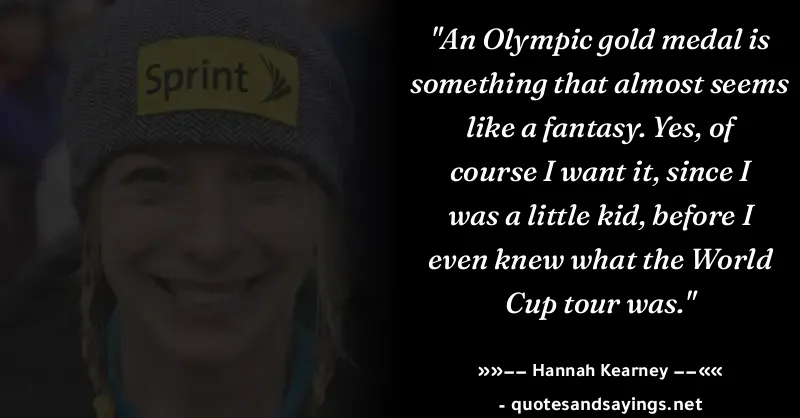 Sprint
"An Olympic gold medal is
something that almost seems
like a fantasy. Yes, of
course I want it, since I
was a little kid, before I
even knew what the World
Cup tour was."
»»−− Hannah Kearney −−««
- quotesandsayings.net